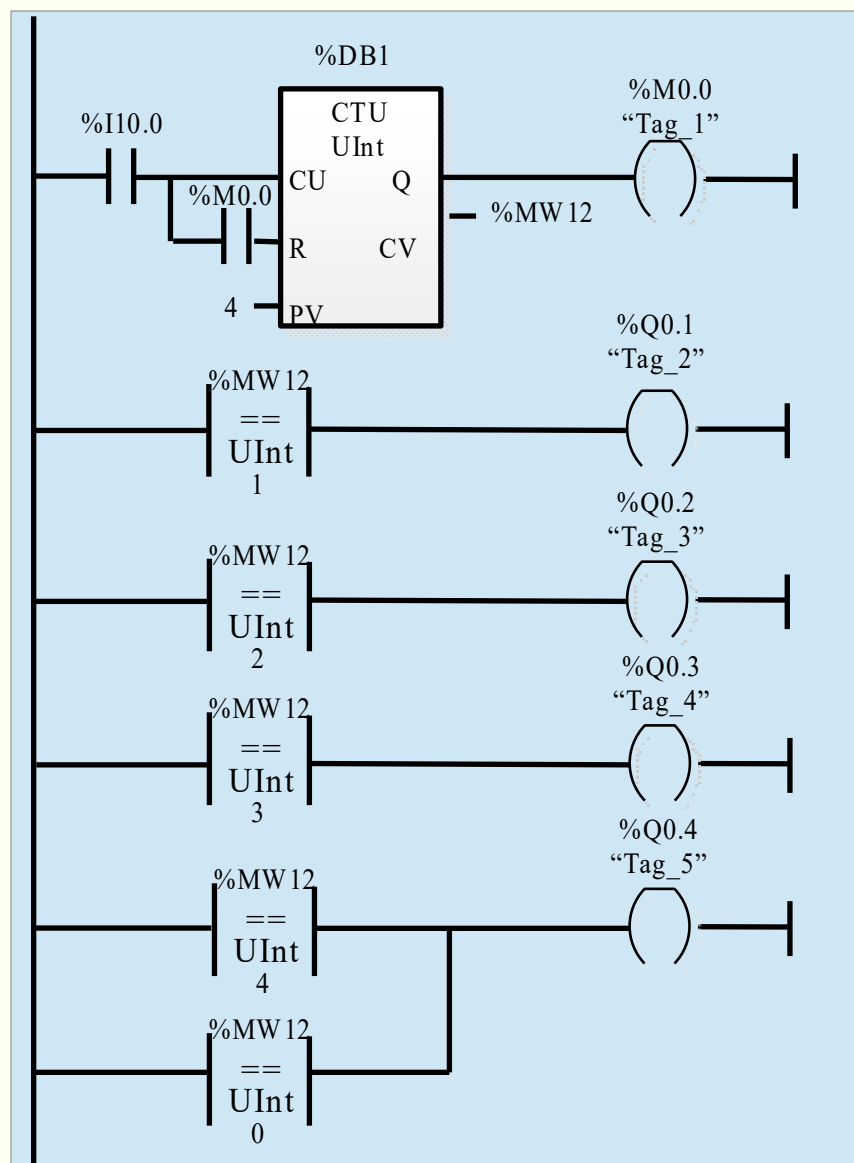 %DB1
%I10.0
CTU
UInt
%M0.0
“Tag_1”
CU
Q
%M0.0
%MW12
R
CV
4
PV
%MW12
==
UInt
1
%Q0.1
“Tag_2”
%MW12
==
UInt
2
%Q0.2
“Tag_3”
%MW12
==
UInt
3
%Q0.3
“Tag_4”
%MW12
==
UInt
4
%Q0.4
“Tag_5”
%MW12
==
UInt
0